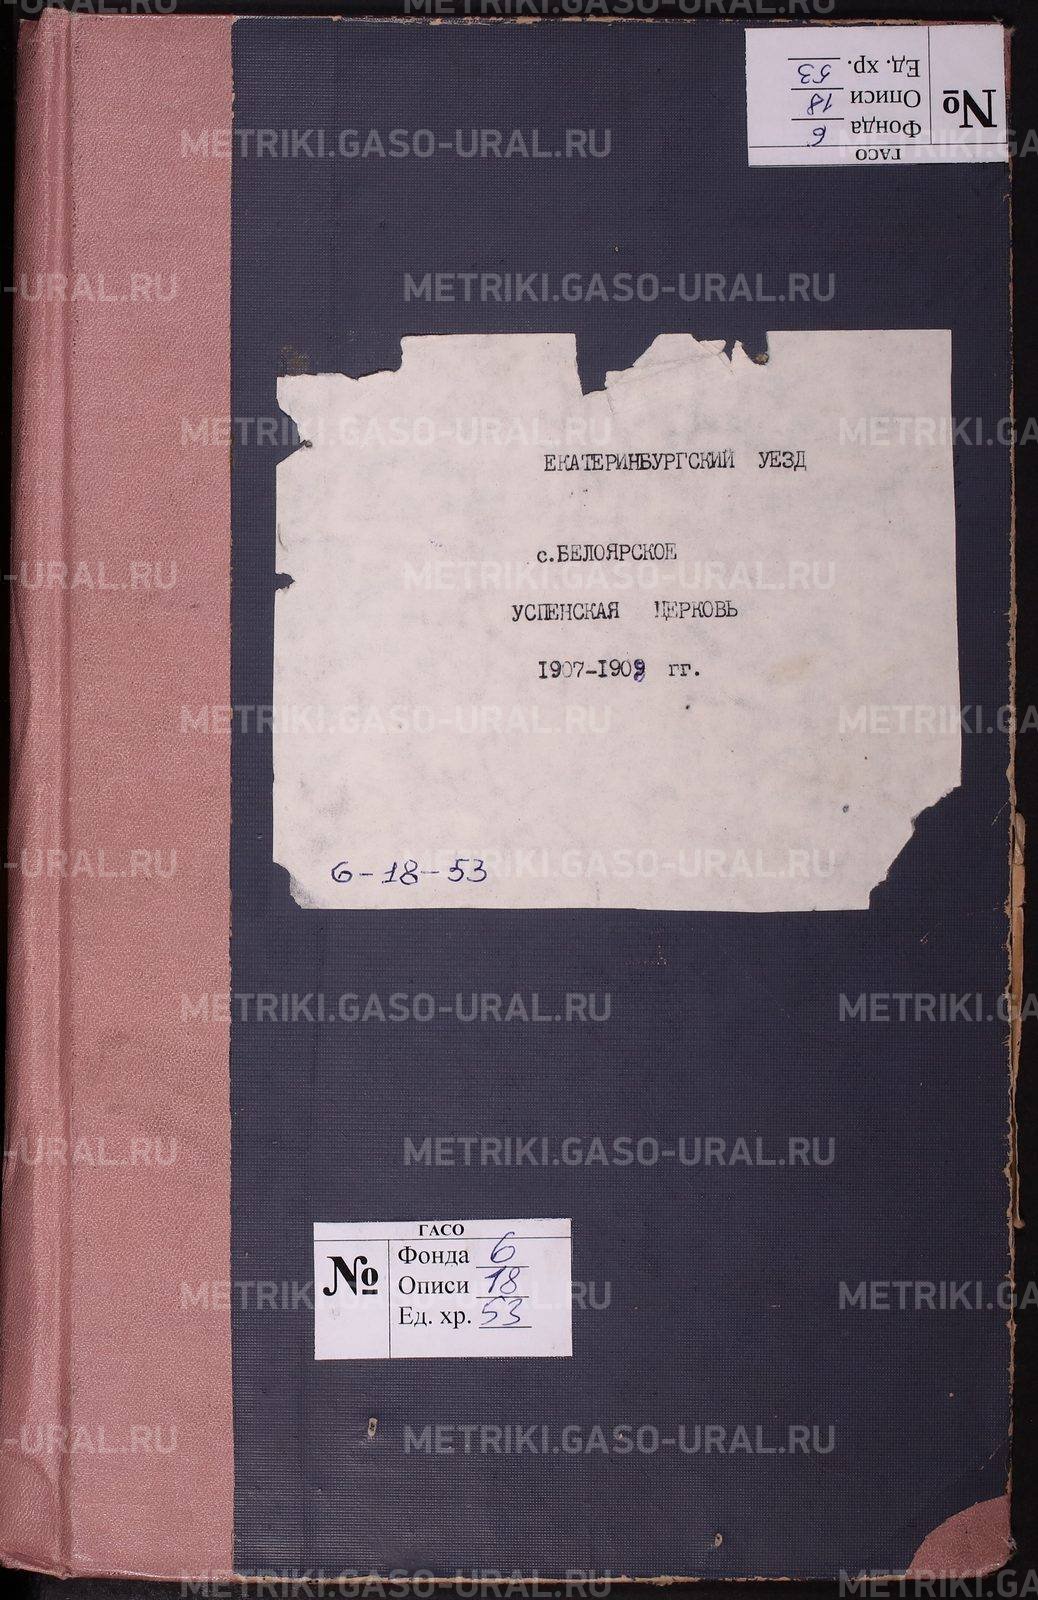 ГАСО
№
Фонда 6
Описи 18
Ед. хр. 53
ЕКАТЕРИНБУРГСКИЙ УЕЗД
с.БЕЛОЯРСКОЕ
УСПЕНСКАЯ ЦЕРКОВЬ
1907-1908 гг.
6-18-53
ГАСО
№
Фонда 6
Описи 18
Ед. хр. 53
METRIKI.GASO-URAL.RU